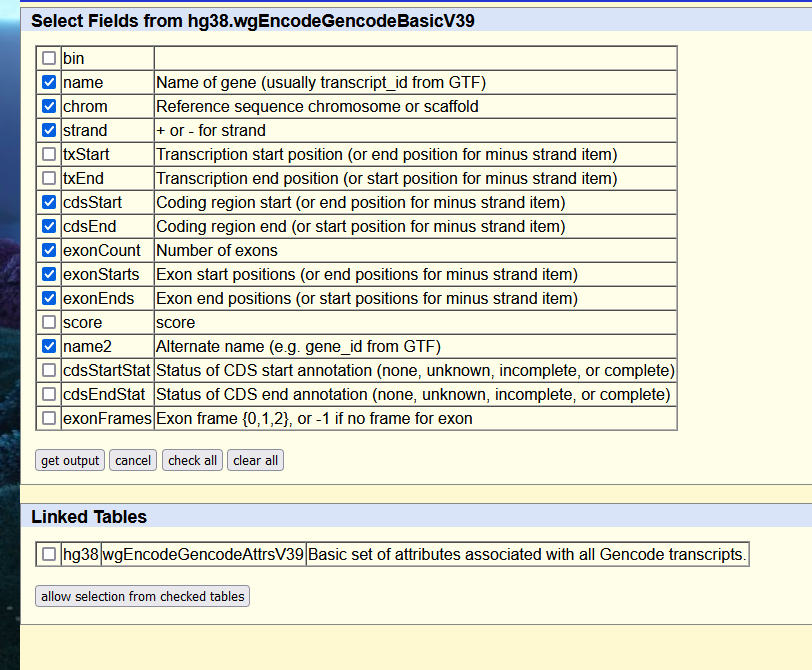 Select Fields from hg38.wgEncodeGencodeBasicV39
bin
name Name of gene (usually transcript_id from GTF)
chrom Reference sequence chromosome or scaffold
strand + or - for strand
txStart Transcription start position (or end position for minus strand item)
txEnd Transcription end position (or start position for minus strand item)
cdsStart Coding region start (or end position for minus strand item)
cdsEnd Coding region end (or start position for minus strand item)
exonCount Number of exons
exonStarts Exon start positions (or end positions for minus strand item)
exonEnds Exon end positions (or start positions for minus strand item)
score score
name2 Alternate name (e.g. gene_id from GTF)
cdsStartStat Status of CDS start annotation (none, unknown, incomplete, or complete)
cdsEndStat Status of CDS end annotation (none, unknown, incomplete, or complete)
exonFrames Exon frame {0,1,2}, or -1 if no frame for exon
get output cancel check all clear all
Linked Tables
hg38 wgEncodeGencodeAttrsV39 Basic set of attributes associated with all Gencode transcripts.
allow selection from checked tables